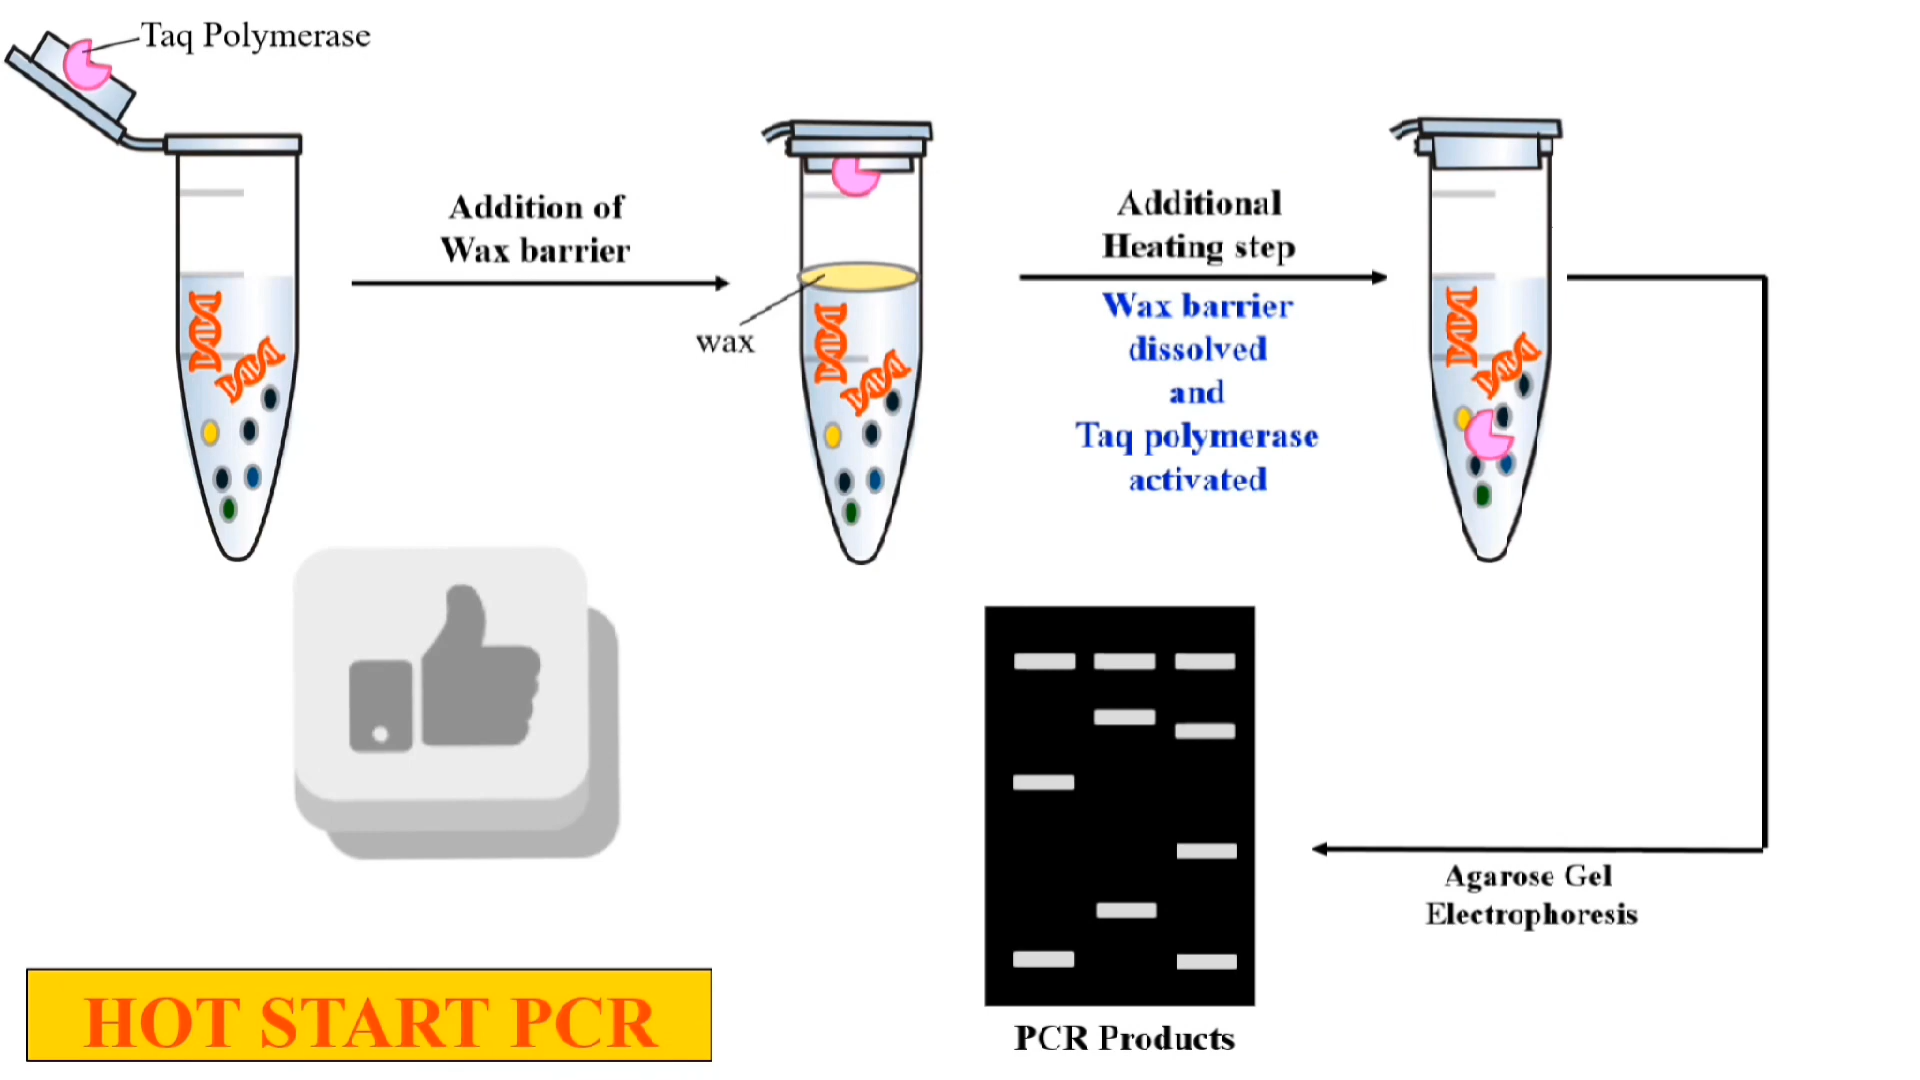 Taq Polymerase
Addition of
Wax barrier
wax
Additional
Heating step
Wax barrier
dissolved
and
Taq polymerase
activated
Agarose Gel
Electrophoresis
PCR Products
HOT START PCR